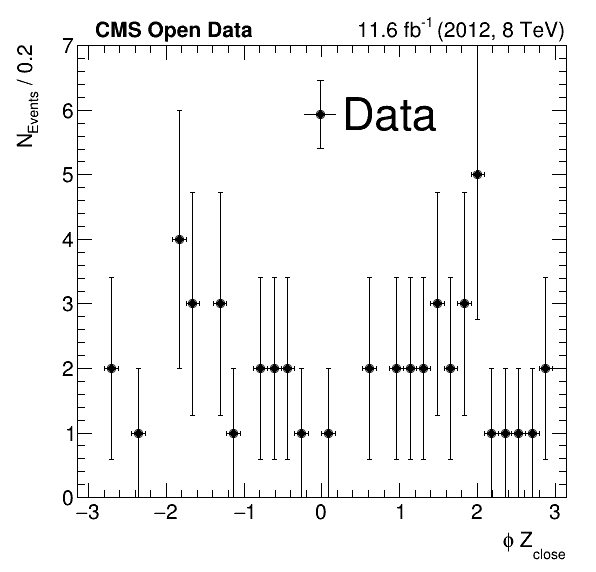 CMS Open Data 11.6 fb-1 (2012, 8 TeV)
NEvents / 0.2
7
6
5
4
3
2
1
0
Data
−3 −2 −1 0 1 2 3
ϕ Zclose